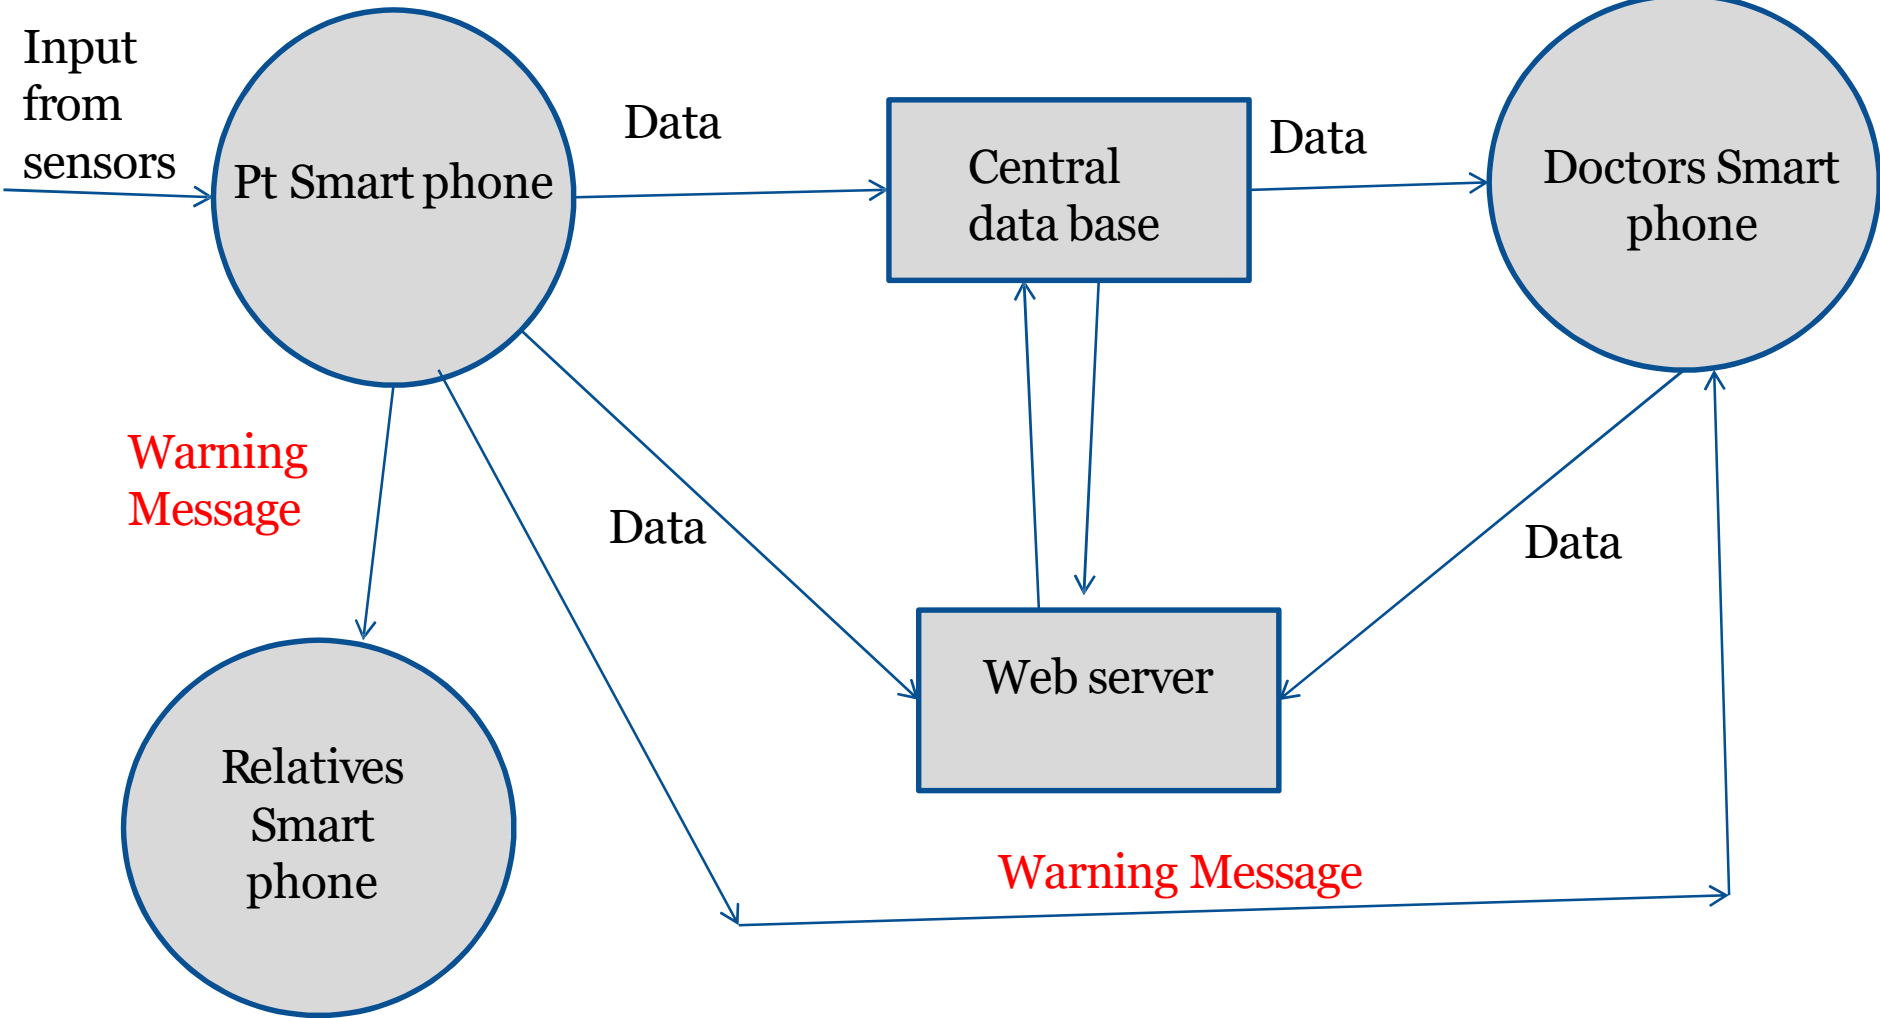 Input
from
sensors
Pt Smart phone
Data
Central
data base
Data
Doctors Smart
phone
Warning
Message
Data
Data
Web server
Relatives
Smart
phone
Warning Message